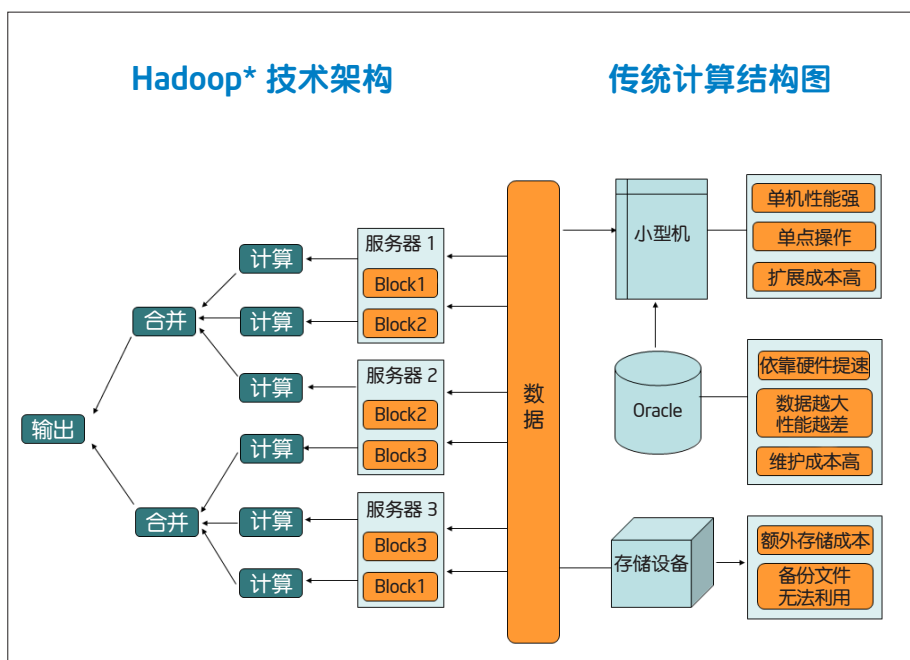 Hadoop* 技术架构
传统计算结构图
服务器 1
Block1
Block2
服务器 2
Block2
Block3
服务器 3
Block3
Block1
计算
计算
计算
计算
计算
计算
合并
合并
输出
数
据
小型机
单机性能强
单点操作
扩展成本高
Oracle
依靠硬件提速
数据越大
性能越差
维护成本高
存储设备
额外存储成本
备份文件
无法利用